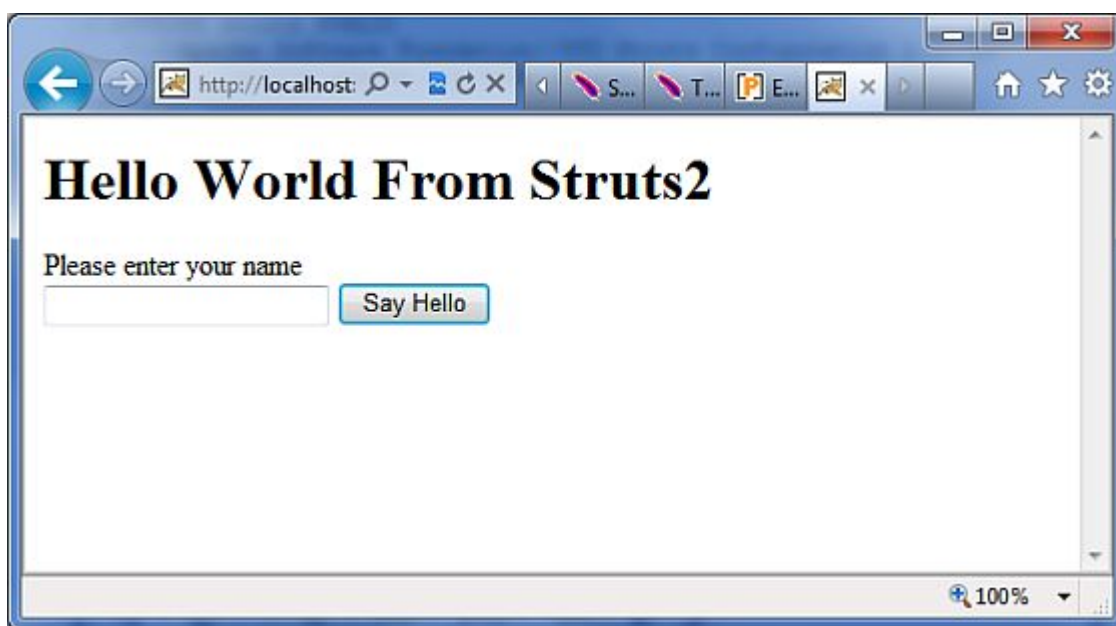 http://localhost:
S...
T...
E...
Hello World From Struts2
Please enter your name
Say Hello
100%